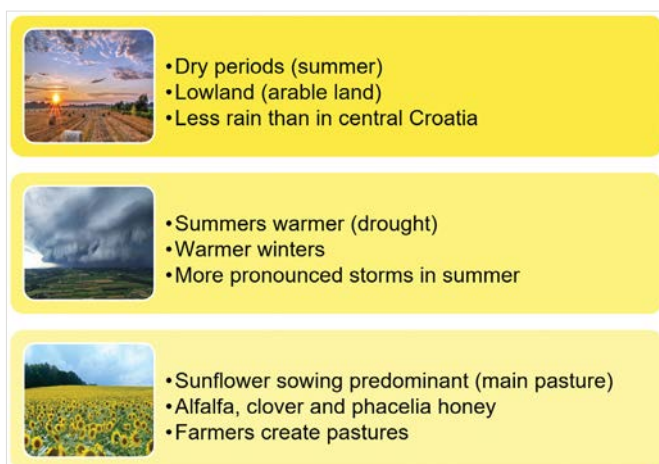 •Dry periods (summer)
•Lowland (arable land)
•Less rain than in central Croatia
•Summers warmer (drought)
•Warmer winters
•More pronounced storms in summer
•Sunflower sowing predominant (main pasture)
•Alfalfa, clover and phacelia honey
•Farmers create pastures